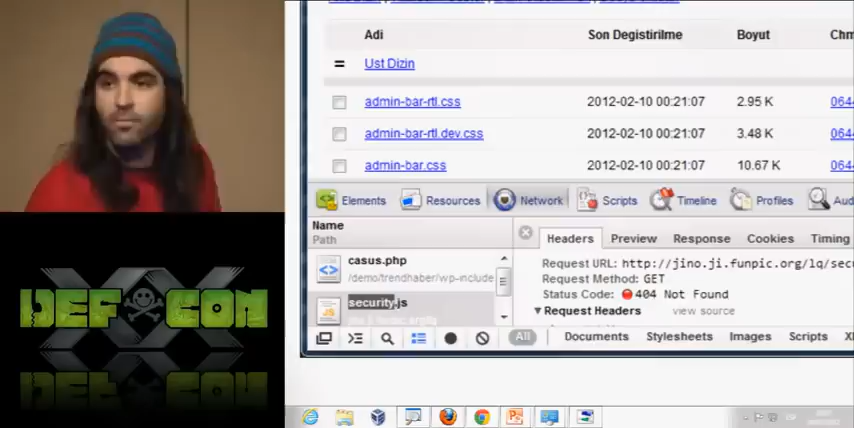 Adi Son Degistirilme Boyut
= Ust Dizin
admin-bar-rtl.css 2012-02-10 00:21:07 2.95 K
admin-bar-rtl.dev.css 2012-02-10 00:21:07 3.48 K
admin-bar.css 2012-02-10 00:21:07 10.67 K
Elements Resources Network Scripts Timeline Profiles Aud
Name
Path
Headers Preview Response Cookies Timing
casus.php
/demo/trendhaber/wp-include
security.js
Request URL: http://jino.ji.funpic.org/lq/secu
Request Method: GET
Status Code: 404 Not Found
Request Headers view source
All Documents Stylesheets Images Scripts
DEF CON
XX